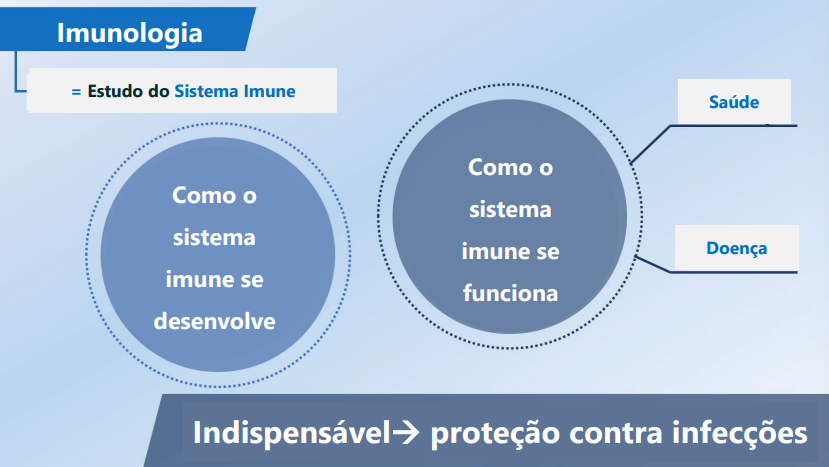 Imunologia
= Estudo do Sistema Imune
Como o
sistema
imune se
desenvolve
Como o
sistema
imune se
funciona
Saúde
Doença
Indispensável→ proteção contra infecções